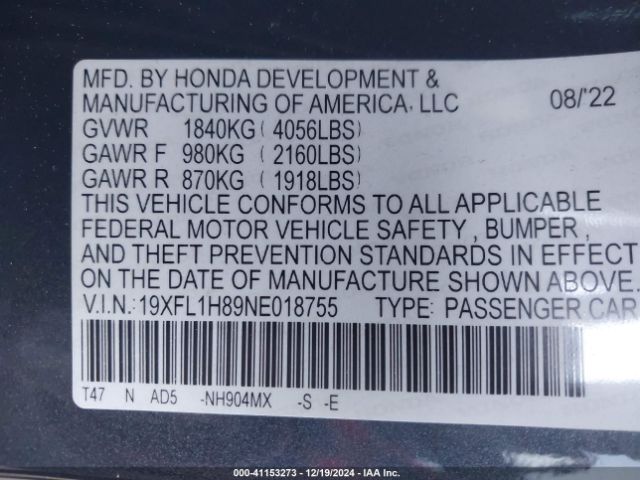 MFD. BY HONDA DEVELOPMENT &
MANUFACTURING OF AMERICA, LLC 08/'22
GVWR 1840KG ( 4056LBS)
GAWR F 980KG ( 2160LBS)
GAWR R 870KG ( 1918LBS)
THIS VEHICLE CONFORMS TO ALL APPLICABLE
FEDERAL MOTOR VEHICLE SAFETY , BUMPER ,
AND THEFT PREVENTION STANDARDS IN EFFECT
ON THE DATE OF MANUFACTURE SHOWN ABOVE.
V.I.N.: 19XFL1H89NE018755 TYPE: PASSENGER CAR
T47 N AD5 -NH904MX -S -E
000-41153273 - 12/19/2024 - IAA Inc.